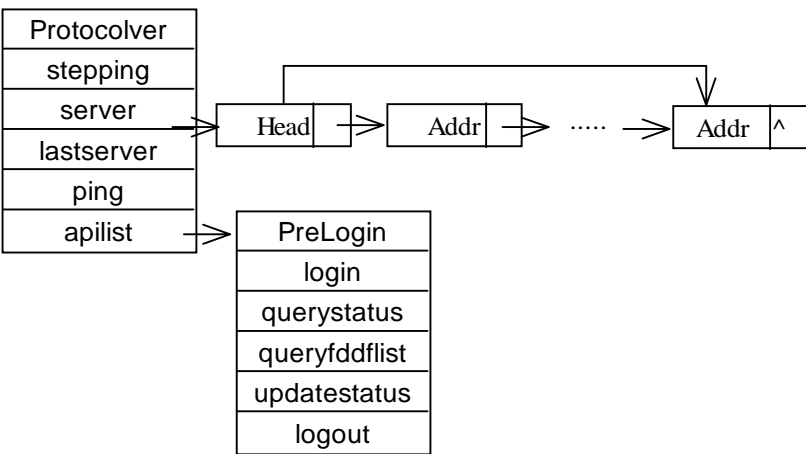 Protocolver
stepping
server
Head Addr ..... Addr ^
lastserver
ping
apilist
PreLogin
login
querystatus
queryfddflist
updatestatus
logout